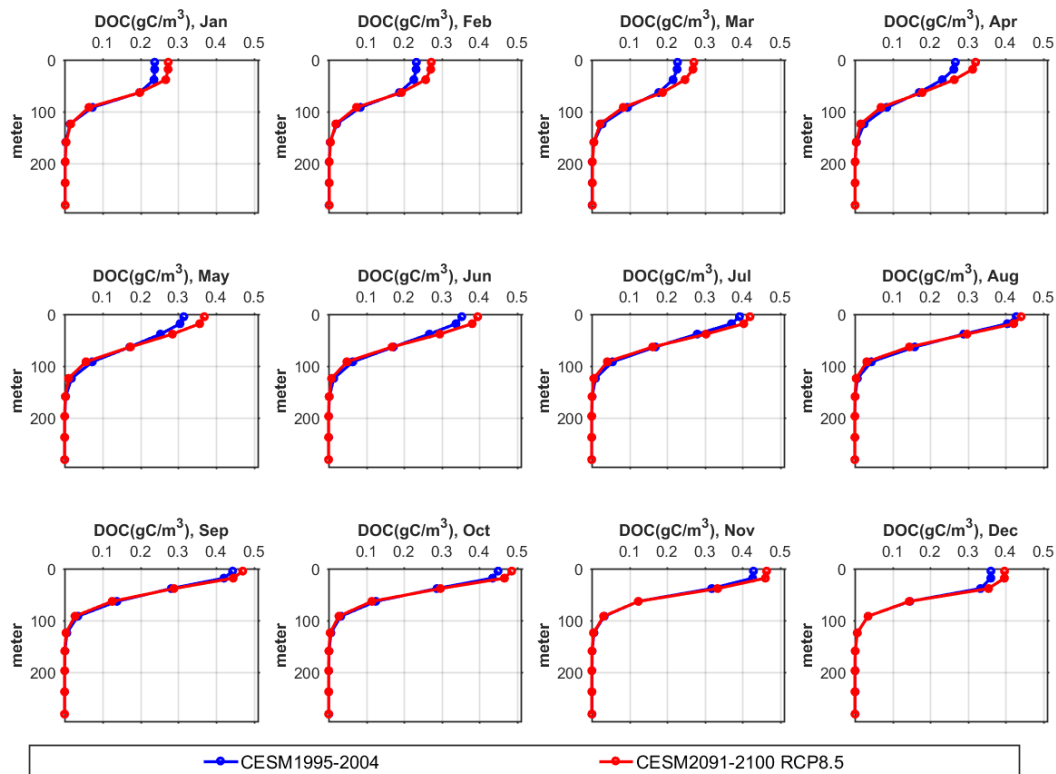 DOC(gC/m³), Jan
DOC(gC/m³), Feb
DOC(gC/m³), Mar
DOC(gC/m³), Apr
0.1 0.2 0.3 0.4 0.5
0.1 0.2 0.3 0.4 0.5
0.1 0.2 0.3 0.4 0.5
0.1 0.2 0.3 0.4 0.5
0
100
200
meter
0
100
200
meter
0
100
200
meter
0
100
200
meter
DOC(gC/m³), May
DOC(gC/m³), Jun
DOC(gC/m³), Jul
DOC(gC/m³), Aug
0.1 0.2 0.3 0.4 0.5
0.1 0.2 0.3 0.4 0.5
0.1 0.2 0.3 0.4 0.5
0.1 0.2 0.3 0.4 0.5
0
100
200
meter
0
100
200
meter
0
100
200
meter
0
100
200
meter
DOC(gC/m³), Sep
DOC(gC/m³), Oct
DOC(gC/m³), Nov
DOC(gC/m³), Dec
0.1 0.2 0.3 0.4 0.5
0.1 0.2 0.3 0.4 0.5
0.1 0.2 0.3 0.4 0.5
0.1 0.2 0.3 0.4 0.5
0
100
200
meter
0
100
200
meter
0
100
200
meter
0
100
200
meter
CESM1995-2004
CESM2091-2100 RCP8.5